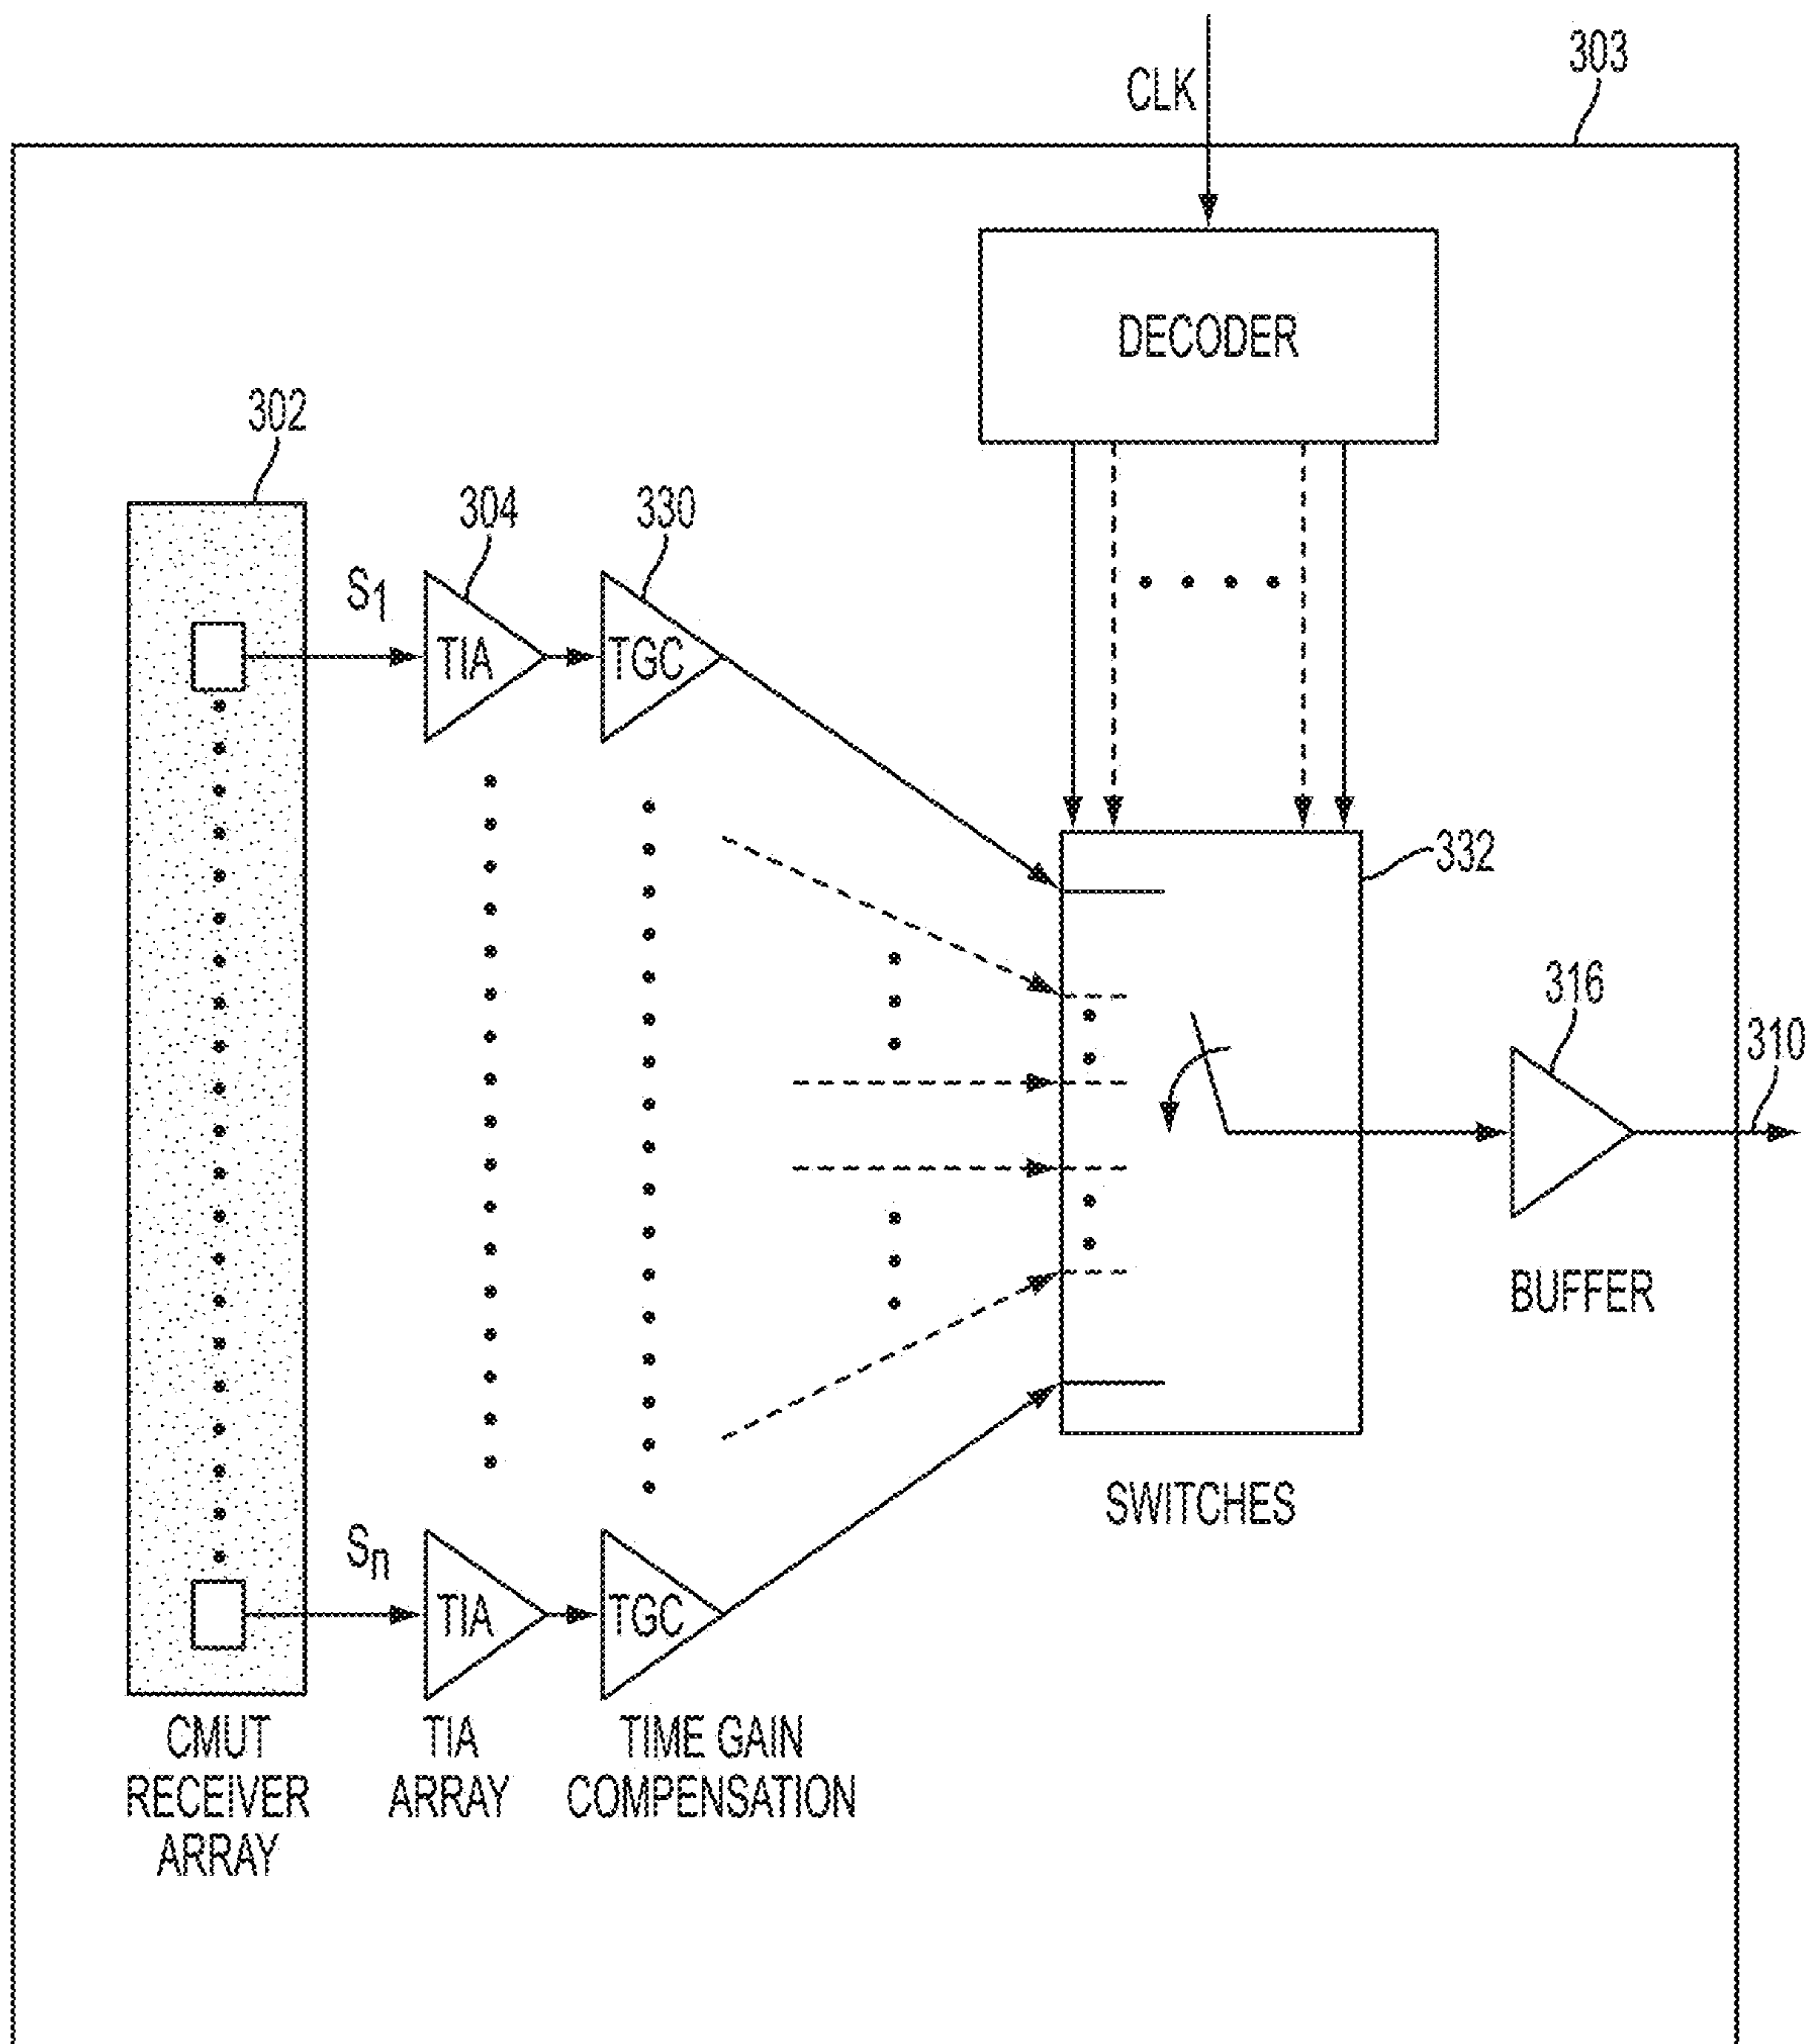 303
CLK
DECODER
302
304
330
S1
TIA
TGC
332
316
310
BUFFER
SWITCHES
Sn
TIA
TGC
CMUT
RECEIVER
ARRAY
TIA
ARRAY
TIME GAIN
COMPENSATION